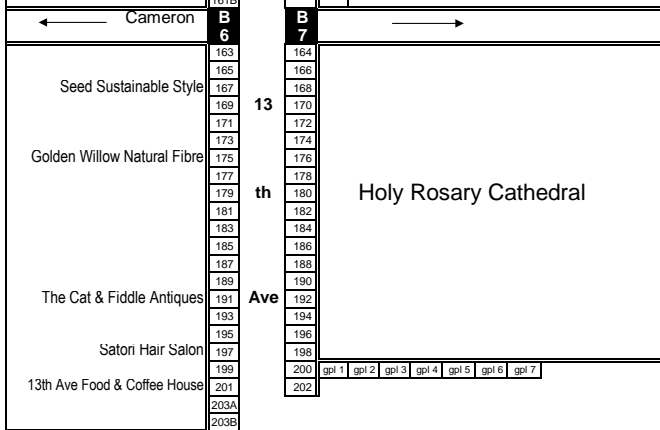 161B
Cameron B B
6 7
163 164
165 166
Seed Sustainable Style 167 168
169 13 170
171 172
173 174
Golden Willow Natural Fibre 175 176
177 178
179 th 180 Holy Rosary Cathedral
181 182
183 184
185 186
187 188
189 190
The Cat & Fiddle Antiques 191 Ave 192
193 194
195 196
Satori Hair Salon 197 198
199 200 gpl 1 gpl 2 gpl 3 gpl 4 gpl 5 gpl 6 gpl 7
13th Ave Food & Coffee House 201 202
203A
203B